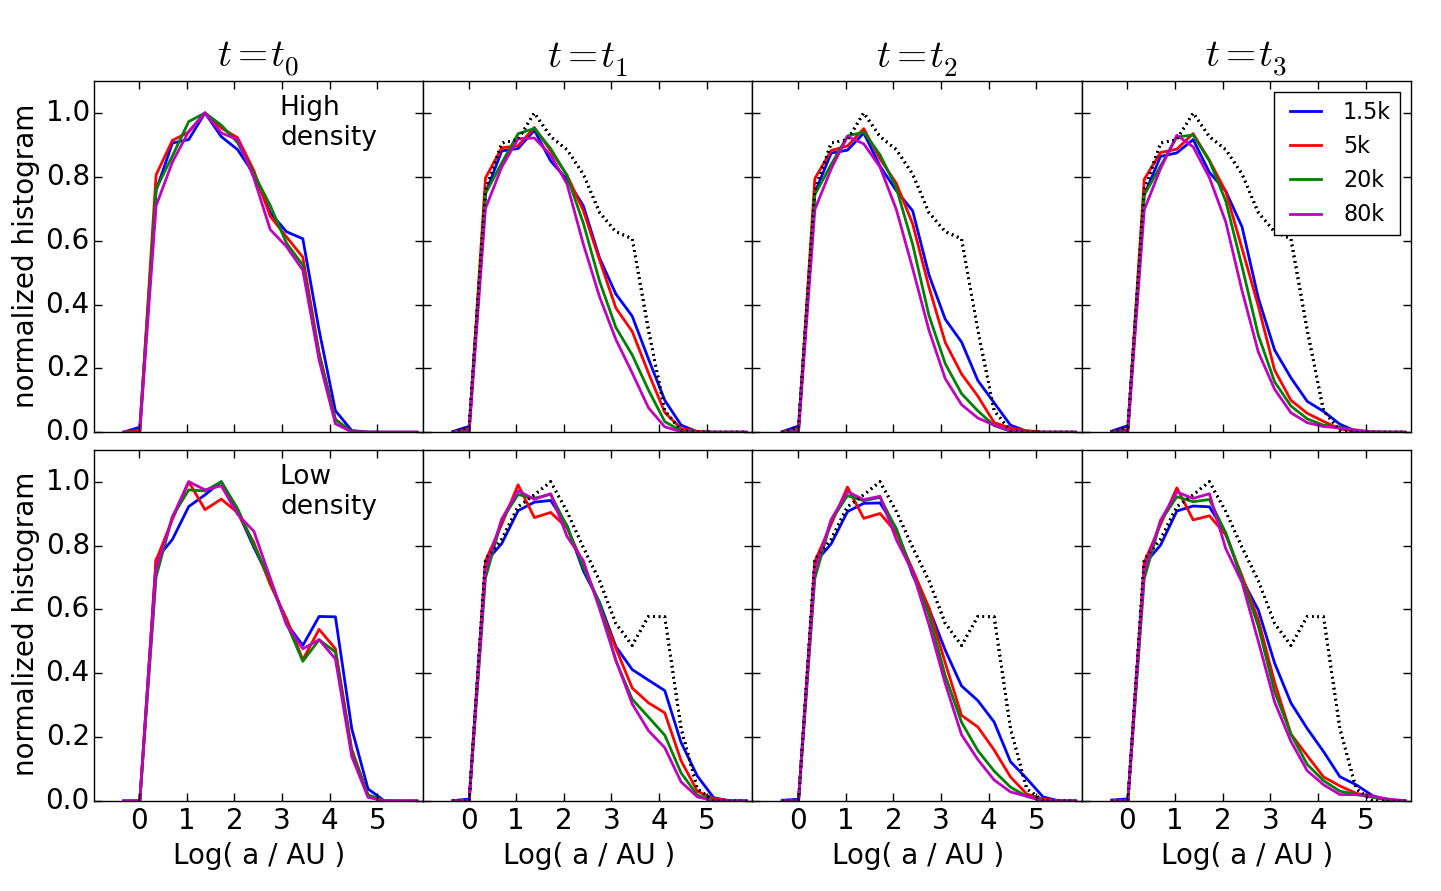 t=t0 t=t1 t=t2 t=t3
High
density
1.5k
5k
20k
80k
normalized histogram
1.0
0.8
0.6
0.4
0.2
0.0
Low
density
normalized histogram
1.0
0.8
0.6
0.4
0.2
0.0
0 1 2 3 4 5 0 1 2 3 4 5 0 1 2 3 4 5 0 1 2 3 4 5
Log( a / AU ) Log( a / AU ) Log( a / AU ) Log( a / AU )